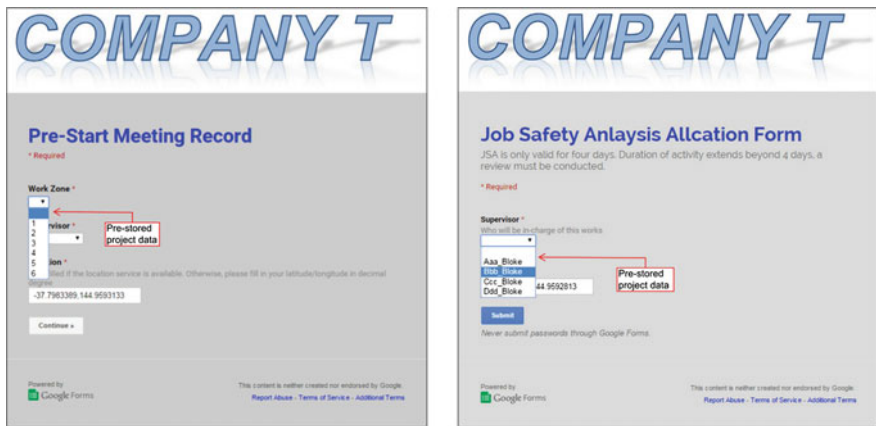 COMPANY T
Pre-Start Meeting Record
* Required
Work Zone *
1
2
3
4
5
6
rvisor *
Pre-stored
project data
ion *
lled if the location service is available. Otherwise, please fill in your latitude/longitude in decimal
degree
-37.7983389,144.9593133
Continue »
Powered by
Google Forms
This content is neither created nor endorsed by Google.
Report Abuse - Terms of Service - Additional Terms
COMPANY T
Job Safety Anlaysis Allcation Form
JSA is only valid for four days. Duration of activity extends beyond 4 days, a
review must be conducted.
* Required
Supervisor *
Who will be in-charge of this works
Aaa_Bloke
Bbb_Bloke
Ccc_Bloke
Ddd_Bloke
44.9592813
Pre-stored
project data
Submit
Never submit passwords through Google Forms.
Powered by
Google Forms
This content is neither created nor endorsed by Google.
Report Abuse - Terms of Service - Additional Terms